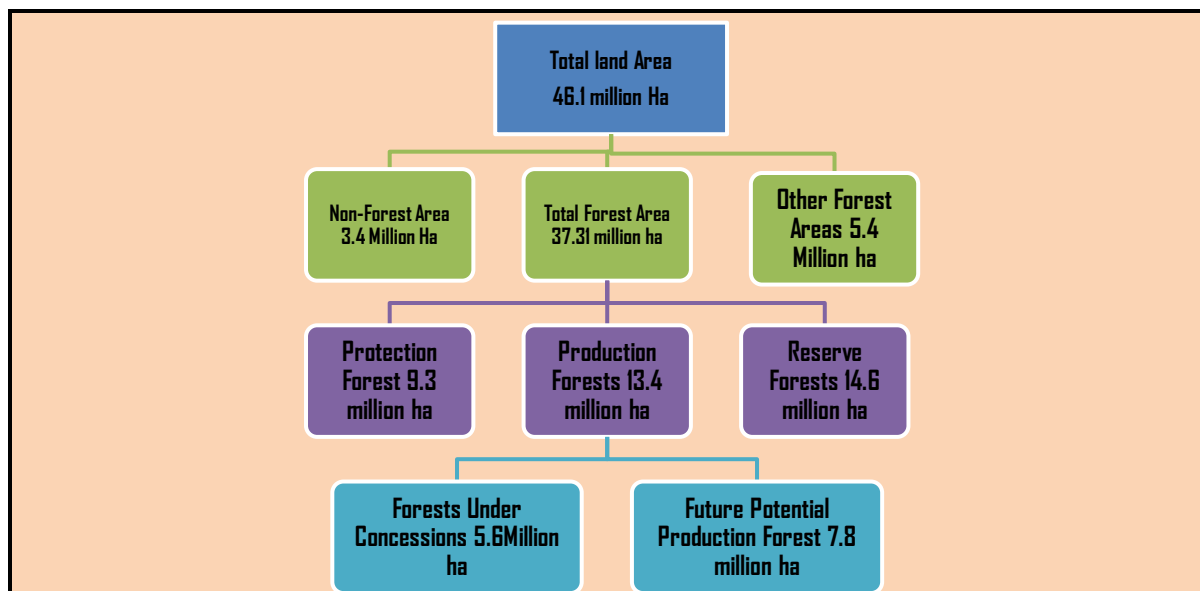 Total land Area
46.1 million Ha
Non-Forest Area
3.4 Million Ha
Total Forest Area
37.31 million ha
Other Forest
Areas 5.4
Million ha
Protection
Forest 9.3
million ha
Production
Forests 13.4
million ha
Reserve
Forests 14.6
million ha
Forests Under
Concessions 5.6Million
ha
Future Potential
Production Forest 7.8
million ha